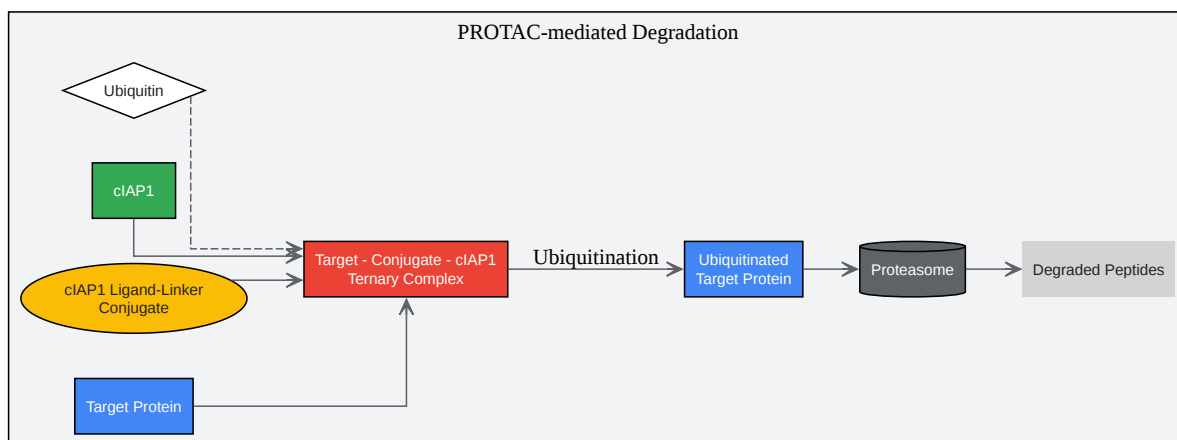 PROTAC-mediated Degradation
Ubiquitin
cIAP1
cIAP1 Ligand-Linker
Conjugate
Target Protein
Target - Conjugate - cIAP1
Ternary Complex
Ubiquitination
Ubiquitinated
Target Protein
Proteasome
Degraded Peptides